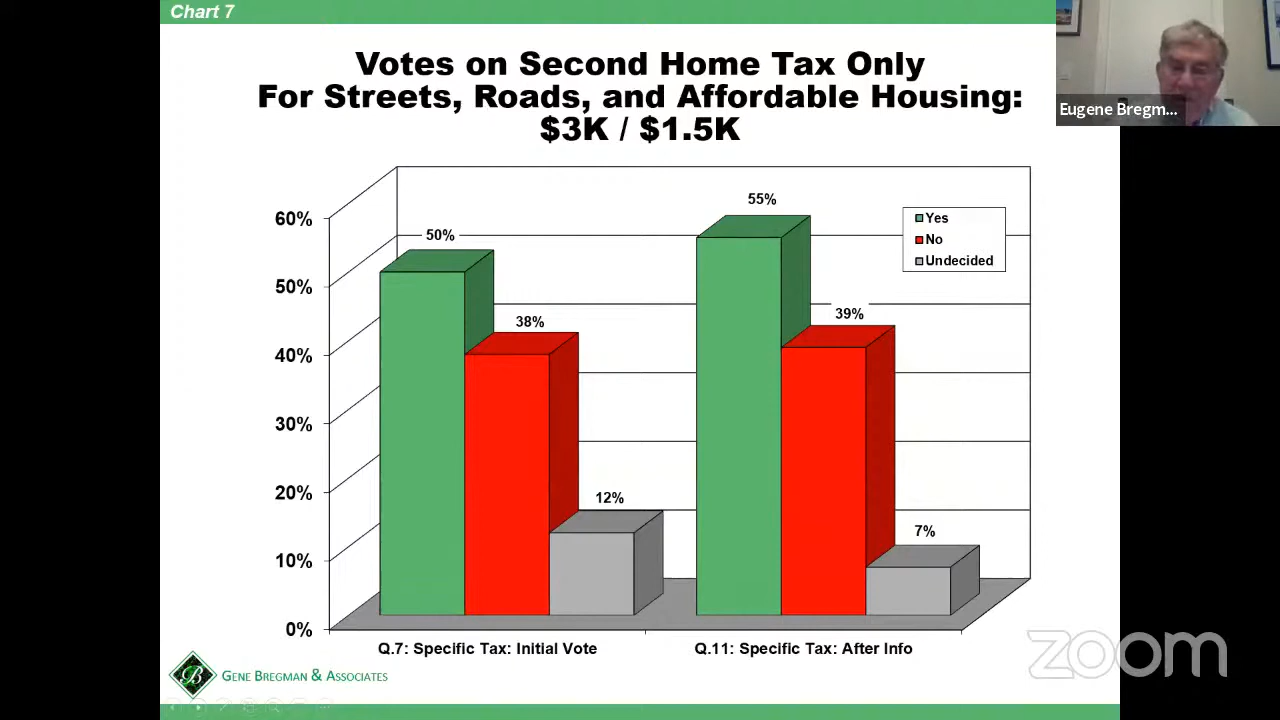 Chart 7
Votes on Second Home Tax Only
For Streets, Roads, and Affordable Housing:
$3K / $1.5K
Eugene Bregm...
60%
50%
40%
30%
20%
10%
0%
50%
38%
12%
55%
39%
7%
Yes
No
Undecided
Q.7: Specific Tax: Initial Vote
Q.11: Specific Tax: After Info
B
GENE BREGMAN & ASSOCIATES
zoom